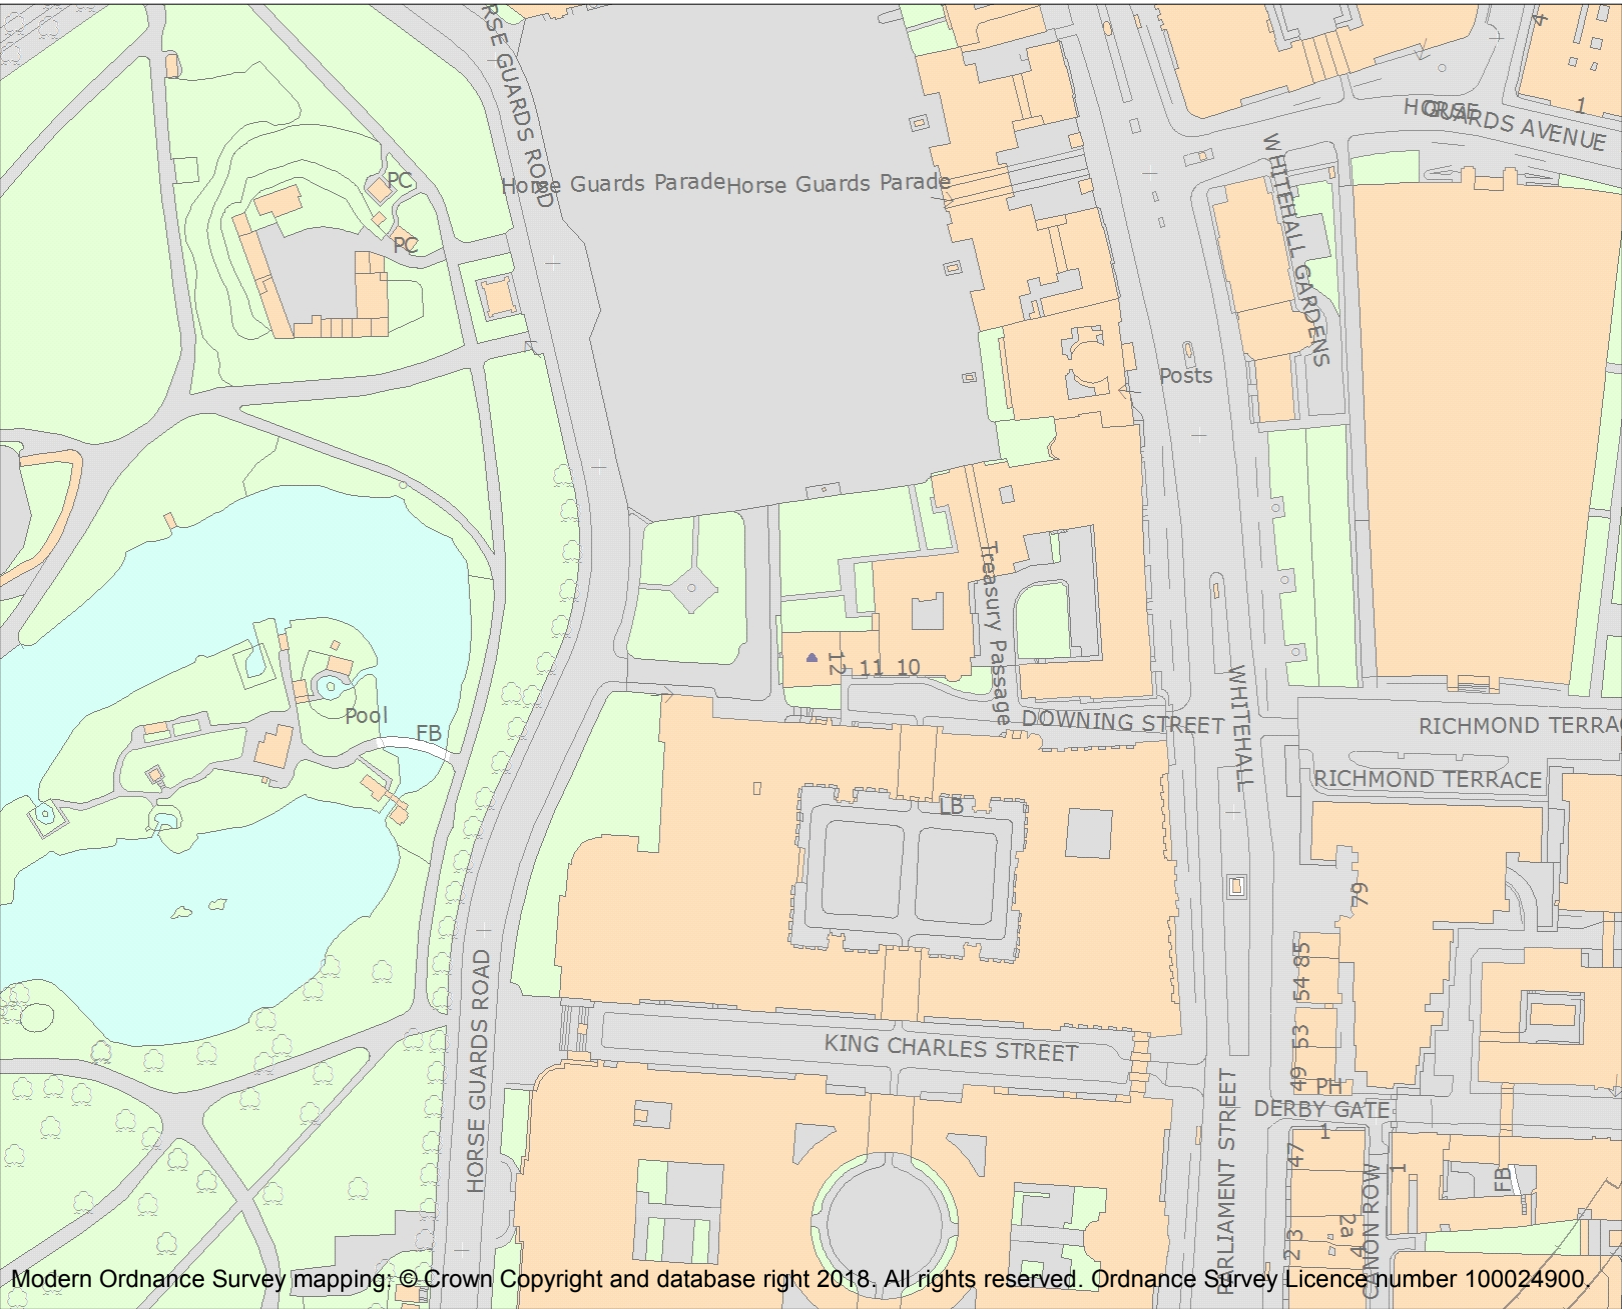 HORSE GUARDS ROAD
4
HORSE
GUARDS AVENUE
1
WHITEHALL GARDENS
PC
Horse Guards Parade
Horse Guards Parade
PC
Posts
Treasury Passage
12
11
10
Pool
FB
DOWNING STREET
WHITEHALL
RICHMOND TERRA
RICHMOND TERRACE
LB
79
85
54
53
49
KING CHARLES STREET
HORSE GUARDS ROAD
PH
DERBY GATE
1
47
PARLIAMENT STREET
CANON ROW
1
FB
2a
4
3
2
Modern Ordnance Survey mapping: © Crown Copyright and database right 2018. All rights reserved. Ordnance Survey Licence number 100024900.